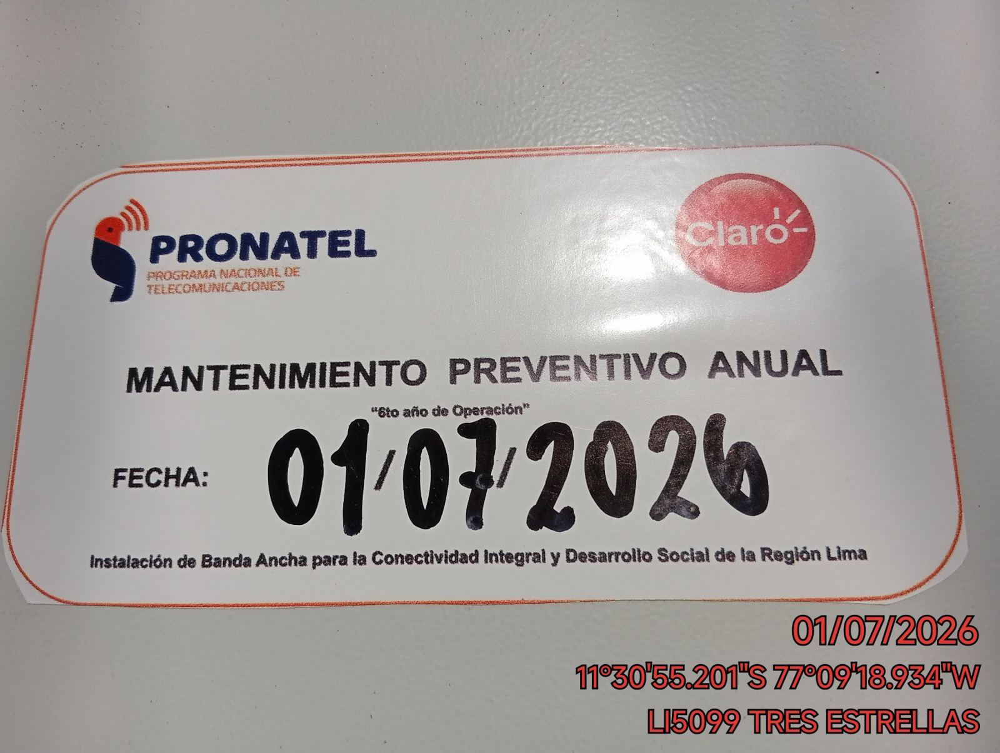 PRONATEL
PROGRAMA NACIONAL DE
TELECOMUNICACIONES
Claro
MANTENIMIENTO PREVENTIVO ANUAL
"6to año de Operación"
FECHA: 01/07/2026
Instalación de Banda Ancha para la Conectividad Integral y Desarrollo Social de la Región Lima
01/07/2026
11°30'55.201"S 77°09'18.934"W
LI5099 TRES ESTRELLAS